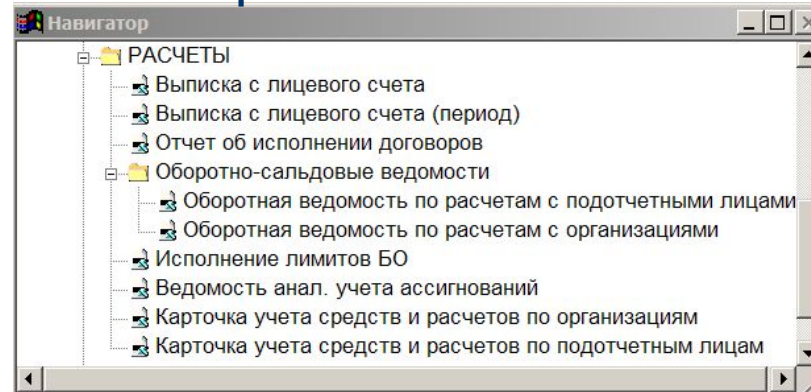 Навигатор
РАСЧЕТЫ
Выписка с лицевого счета
Выписка с лицевого счета (период)
Отчет об исполнении договоров
Оборотно-сальдовые ведомости
Оборотная ведомость по расчетам с подотчетными лицами
Оборотная ведомость по расчетам с организациями
Исполнение лимитов БО
Ведомость анал. учета ассигнований
Карточка учета средств и расчетов по организациям
Карточка учета средств и расчетов по подотчетным лицам